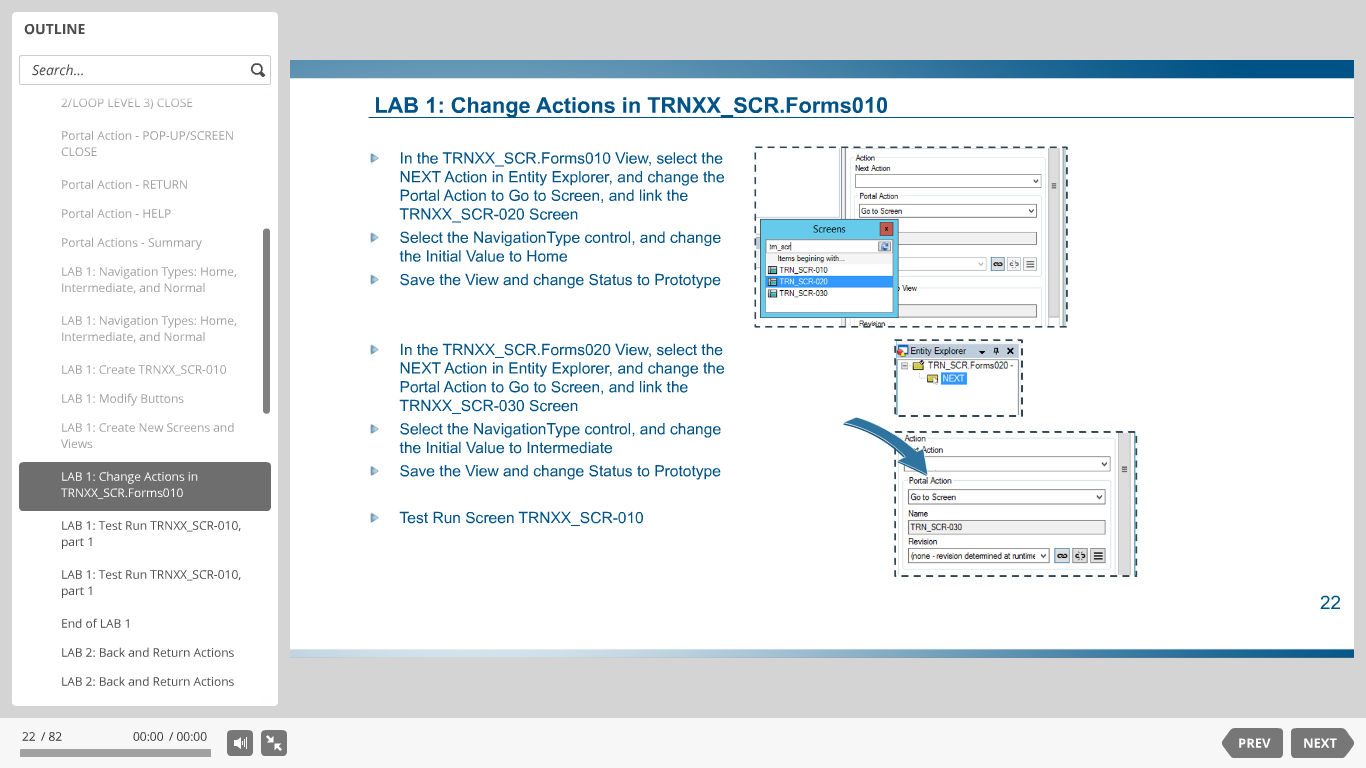 OUTLINE
Search...
2/LOOP LEVEL 3) CLOSE
Portal Action - POP-UP/SCREEN
CLOSE
Portal Action - RETURN
Portal Action - HELP
Portal Actions - Summary
LAB 1: Navigation Types: Home,
Intermediate, and Normal
LAB 1: Navigation Types: Home,
Intermediate, and Normal
LAB 1: Create TRNXX_SCR-010
LAB 1: Modify Buttons
LAB 1: Create New Screens and
Views
LAB 1: Change Actions in
TRNXX_SCR.Forms010
LAB 1: Test Run TRNXX_SCR-010,
part 1
LAB 1: Test Run TRNXX_SCR-010,
part 1
End of LAB 1
LAB 2: Back and Return Actions
LAB 2: Back and Return Actions
LAB 1: Change Actions in TRNXX_SCR.Forms010
In the TRNXX_SCR.Forms010 View, select the
NEXT Action in Entity Explorer, and change the
Portal Action to Go to Screen, and link the
TRNXX_SCR-020 Screen
Select the NavigationType control, and change
the Initial Value to Home
Save the View and change Status to Prototype
In the TRNXX_SCR.Forms020 View, select the
NEXT Action in Entity Explorer, and change the
Portal Action to Go to Screen, and link the
TRNXX_SCR-030 Screen
Select the NavigationType control, and change
the Initial Value to Intermediate
Save the View and change Status to Prototype
Test Run Screen TRNXX_SCR-010
Action
Next Action
Portal Action
Go to Screen
Screens
x
trn_scr
Items begining with...
TRN_SCR-010
TRN_SCR-020
TRN_SCR-030
View
Revision
Entity Explorer
TRN_SCR.Forms020 -
NEXT
Action
Action
Portal Action
Go to Screen
Name
TRN_SCR-030
Revision
(none - revision determined at runtime
22
22 / 82
00:00 / 00:00
PREV
NEXT